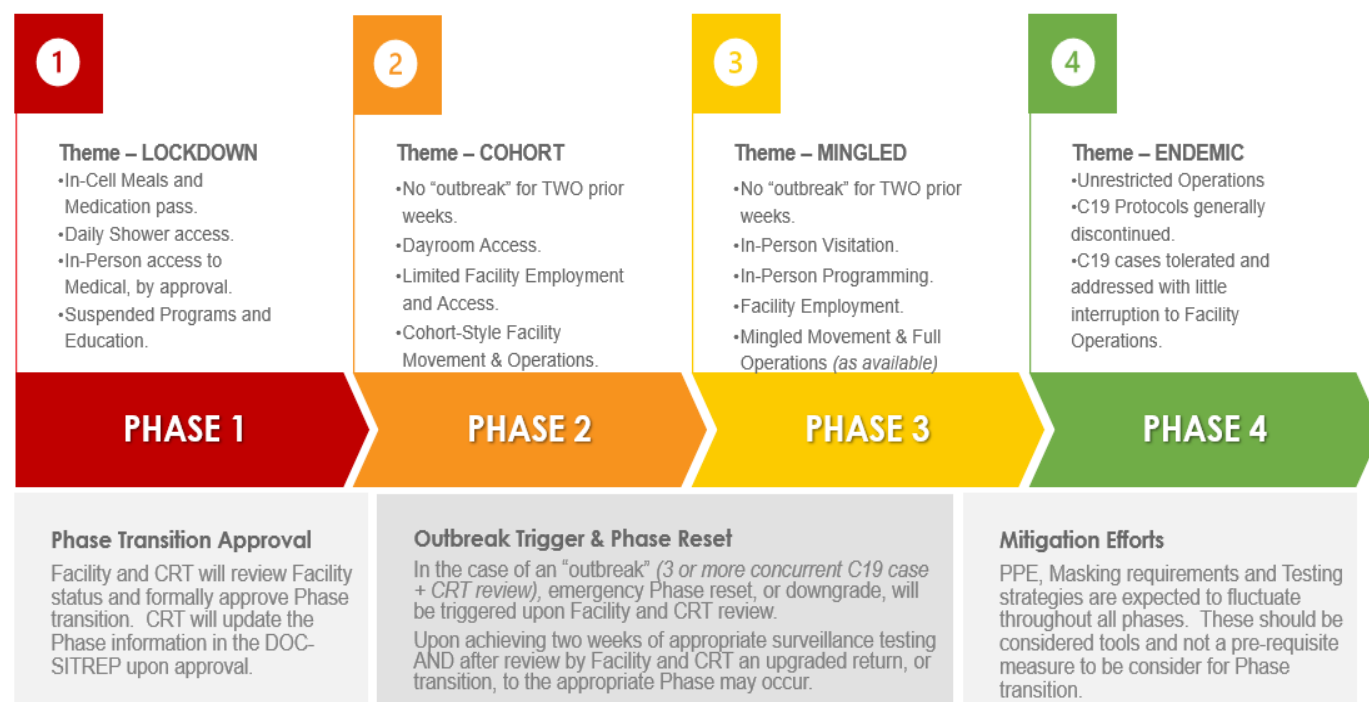 1
Theme – LOCKDOWN
•In-Cell Meals and
Medication pass.
•Daily Shower access.
•In-Person access to
Medical, by approval.
•Suspended Programs and
Education.
2
Theme – COHORT
•No “outbreak” for TWO prior
weeks.
•Dayroom Access.
•Limited Facility Employment
and Access.
•Cohort-Style Facility
Movement & Operations.
3
Theme – MINGLED
•No “outbreak” for TWO prior
weeks.
•In-Person Visitation.
•In-Person Programming.
•Facility Employment.
•Mingled Movement & Full
Operations (as available)
4
Theme – ENDEMIC
•Unrestricted Operations
•C19 Protocols generally
discontinued.
•C19 cases tolerated and
addressed with little
interruption to Facility
Operations.
PHASE 1
PHASE 2
PHASE 3
PHASE 4
Phase Transition Approval
Facility and CRT will review Facility
status and formally approve Phase
transition. CRT will update the
Phase information in the DOC-
SITREP upon approval.
Outbreak Trigger & Phase Reset
In the case of an “outbreak” (3 or more concurrent C19 case
+ CRT review), emergency Phase reset, or downgrade, will
be triggered upon Facility and CRT review.
Upon achieving two weeks of appropriate surveillance testing
AND after review by Facility and CRT an upgraded return, or
transition, to the appropriate Phase may occur.
Mitigation Efforts
PPE, Masking requirements and Testing
strategies are expected to fluctuate
throughout all phases. These should be
considered tools and not a pre-requisite
measure to be consider for Phase
transition.